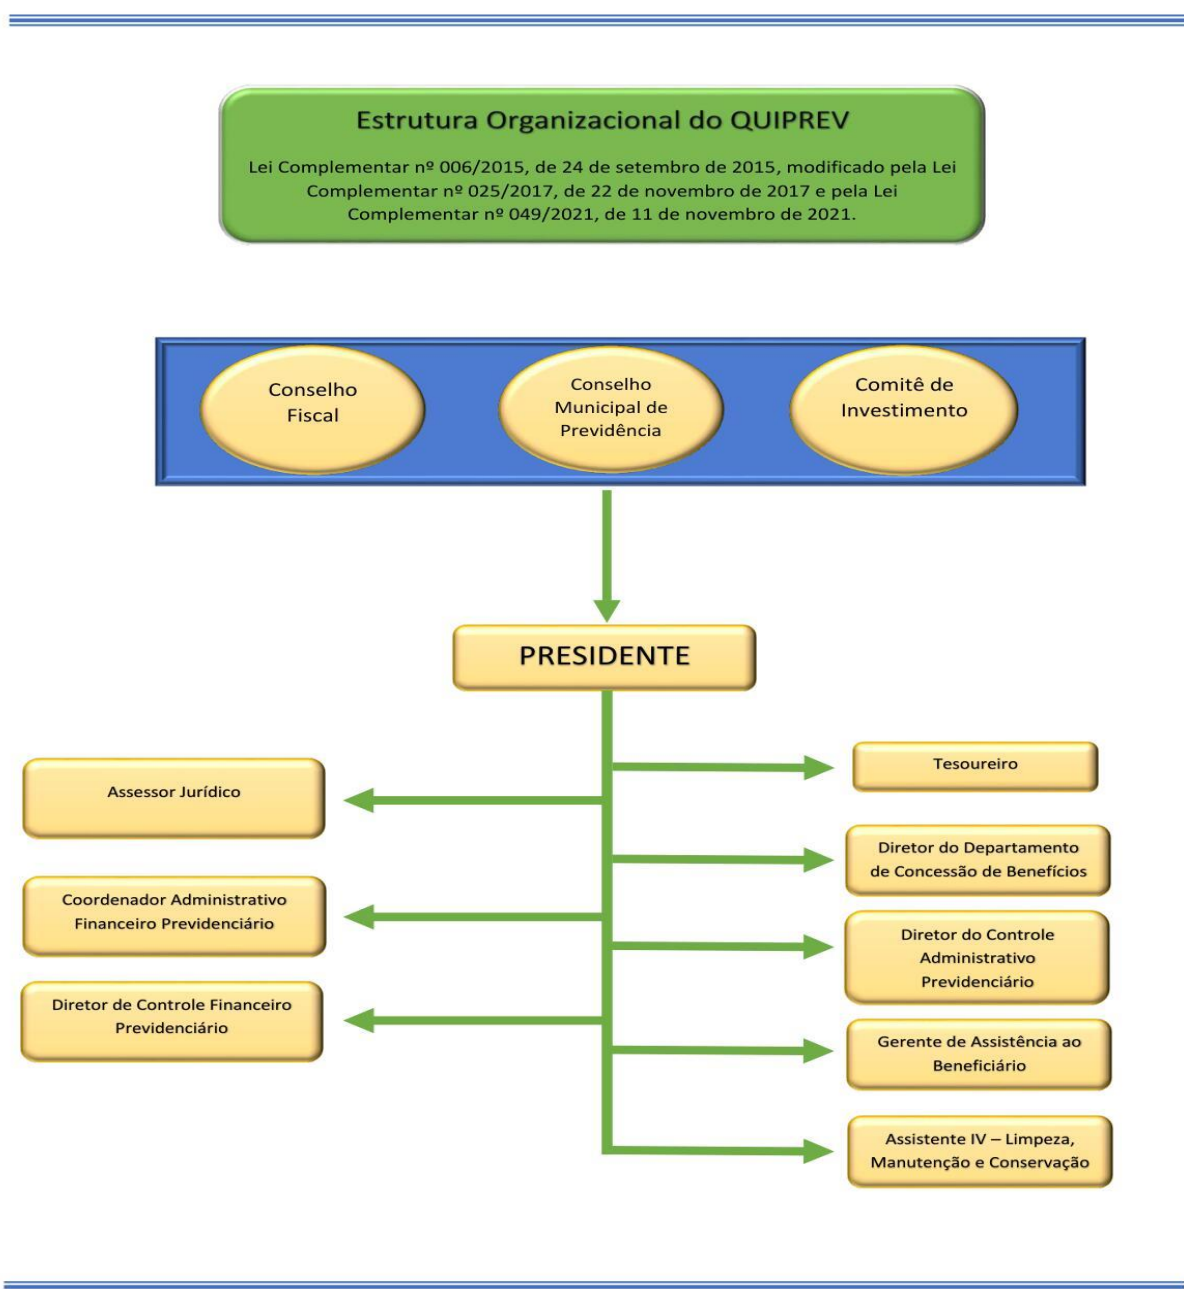 Estrutura Organizacional do QUIPREV
Lei Complementar nº 006/2015, de 24 de setembro de 2015, modificado pela Lei
Complementar nº 025/2017, de 22 de novembro de 2017 e pela Lei
Complementar nº 049/2021, de 11 de novembro de 2021.
Conselho
Fiscal
Conselho
Municipal de
Previdência
Comitê de
Investimento
PRESIDENTE
Assessor Jurídico
Coordenador Administrativo
Financeiro Previdenciário
Diretor de Controle Financeiro
Previdenciário
Tesoureiro
Diretor do Departamento
de Concessão de Benefícios
Diretor do Controle
Administrativo
Previdenciário
Gerente de Assistência ao
Beneficiário
Assistente IV – Limpeza,
Manutenção e Conservação